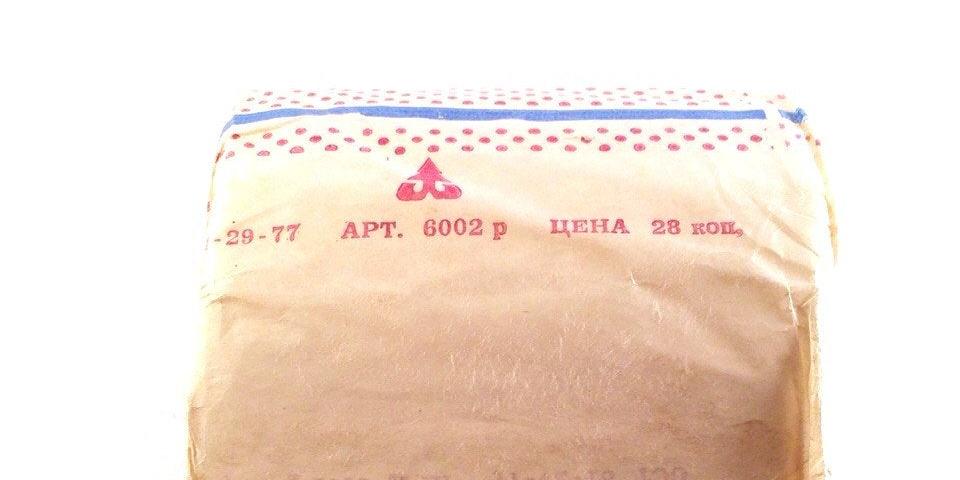 -29-77 АРТ. 6002 р ЦЕНА 28 коп.